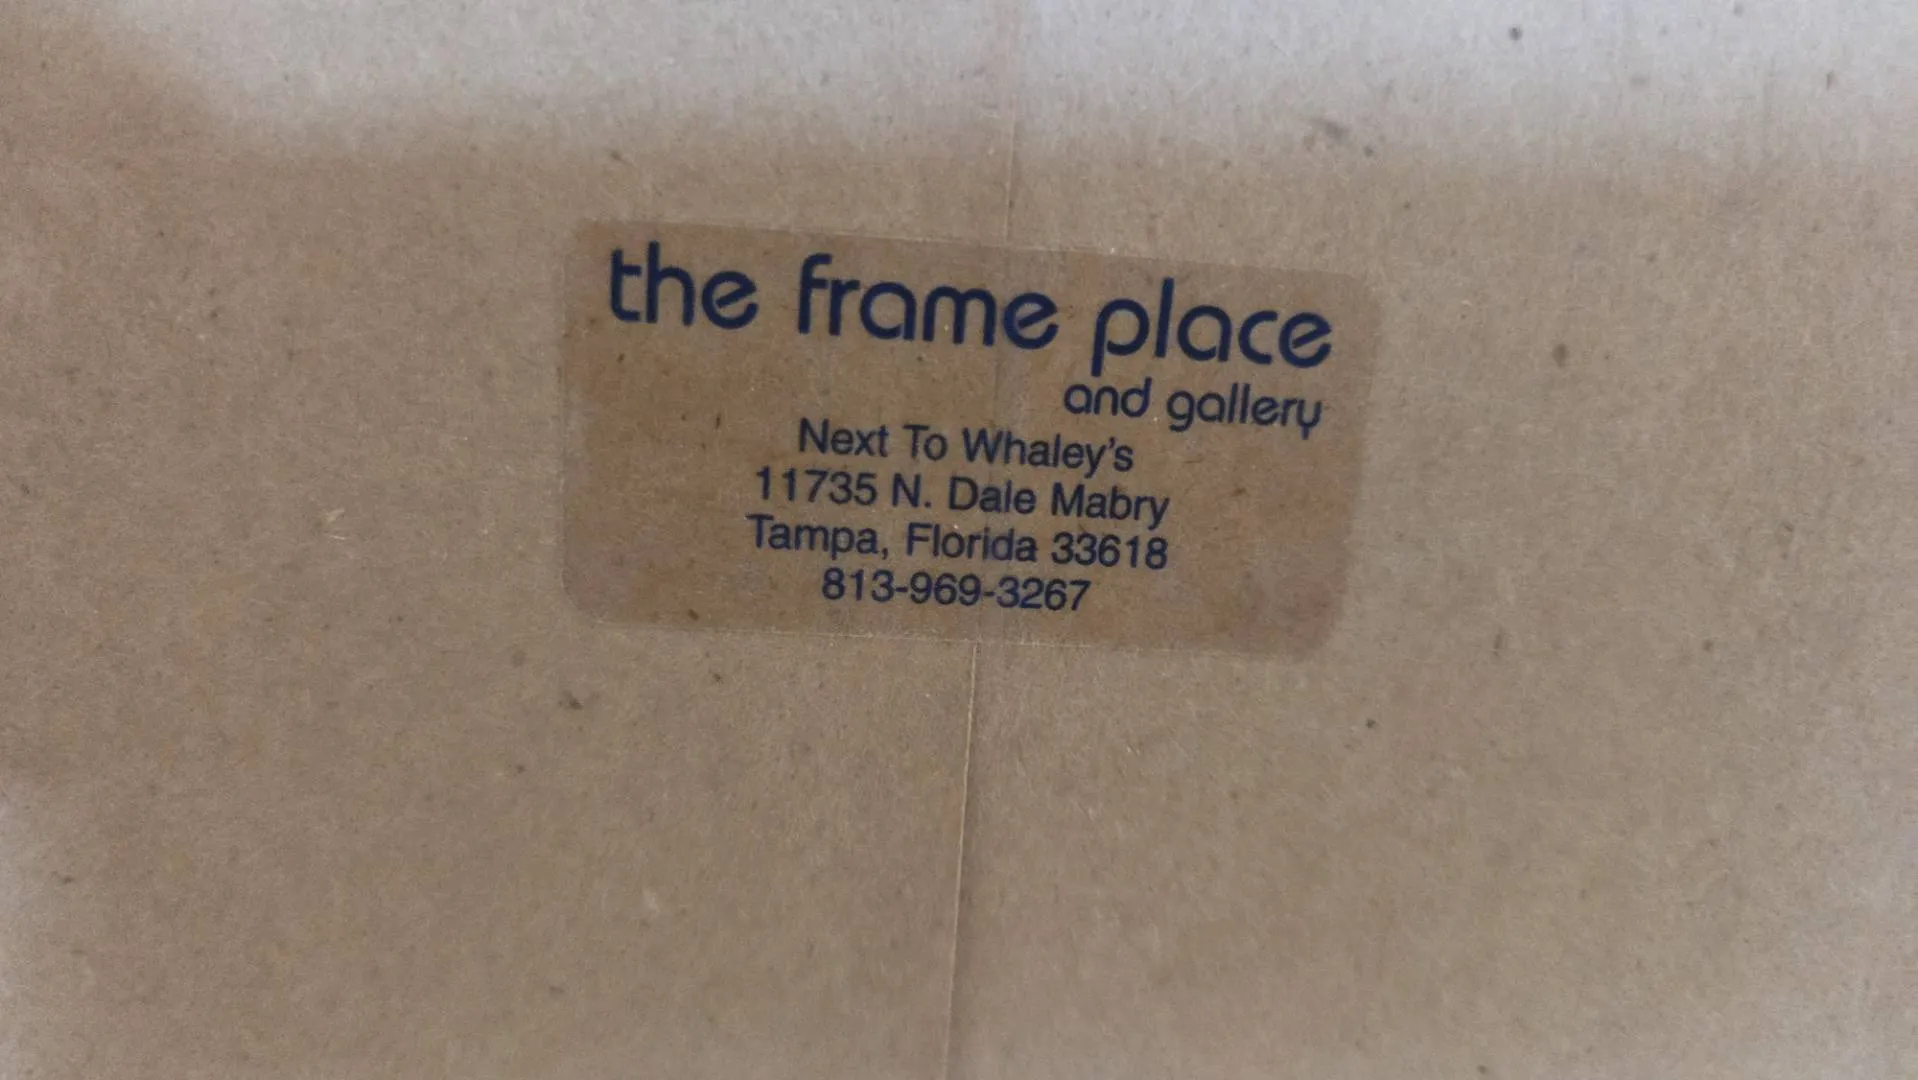 the frame place
and gallery
Next To Whaley's
11735 N. Dale Mabry
Tampa, Florida 33618
813-969-3267